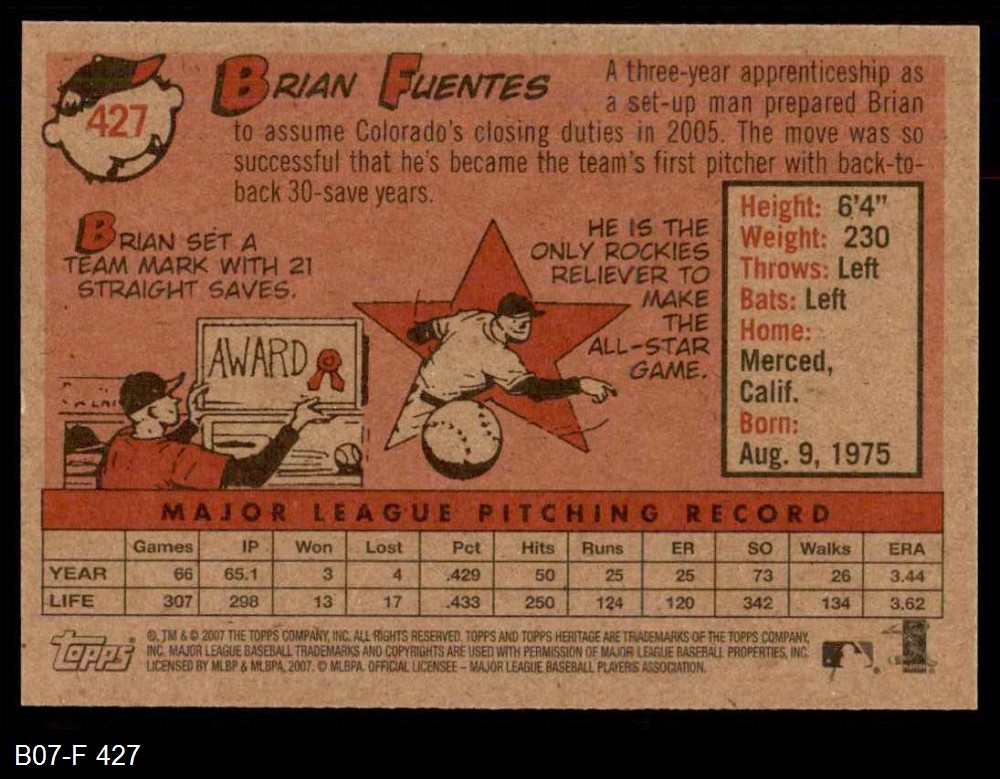 427
BRIAN FUENTES
A three-year apprenticeship as
a set-up man prepared Brian
to assume Colorado's closing duties in 2005. The move was so
successful that he's became the team's first pitcher with back-to-
back 30-save years.
BRIAN SET A
TEAM MARK WITH 21
STRAIGHT SAVES.
AWARD
HE IS THE
ONLY ROCKIES
RELIEVER TO
MAKE
THE
ALL-STAR
GAME.
Height: 6'4"
Weight: 230
Throws: Left
Bats: Left
Home:
Merced,
Calif.
Born:
Aug. 9, 1975
MAJOR LEAGUE PITCHING RECORD
Games IP Won Lost Pct Hits Runs ER SO Walks ERA
YEAR 66 65.1 3 4 .429 50 25 25 73 26 3.44
LIFE 307 298 13 17 .433 250 124 120 342 134 3.62
Topps
®, TM & © 2007 THE TOPPS COMPANY, INC. ALL RIGHTS RESERVED. TOPPS AND TOPPS HERITAGE ARE TRADEMARKS OF THE TOPPS COMPANY,
INC. MAJOR LEAGUE BASEBALL TRADEMARKS AND COPYRIGHTS ARE USED WITH PERMISSION OF MAJOR LEAGUE BASEBALL PROPERTIES, INC.
LICENSED BY MLBP & MLBPA, 2007. © MLBPA. OFFICIAL LICENSEE – MAJOR LEAGUE BASEBALL PLAYERS ASSOCIATION.
B07-F 427